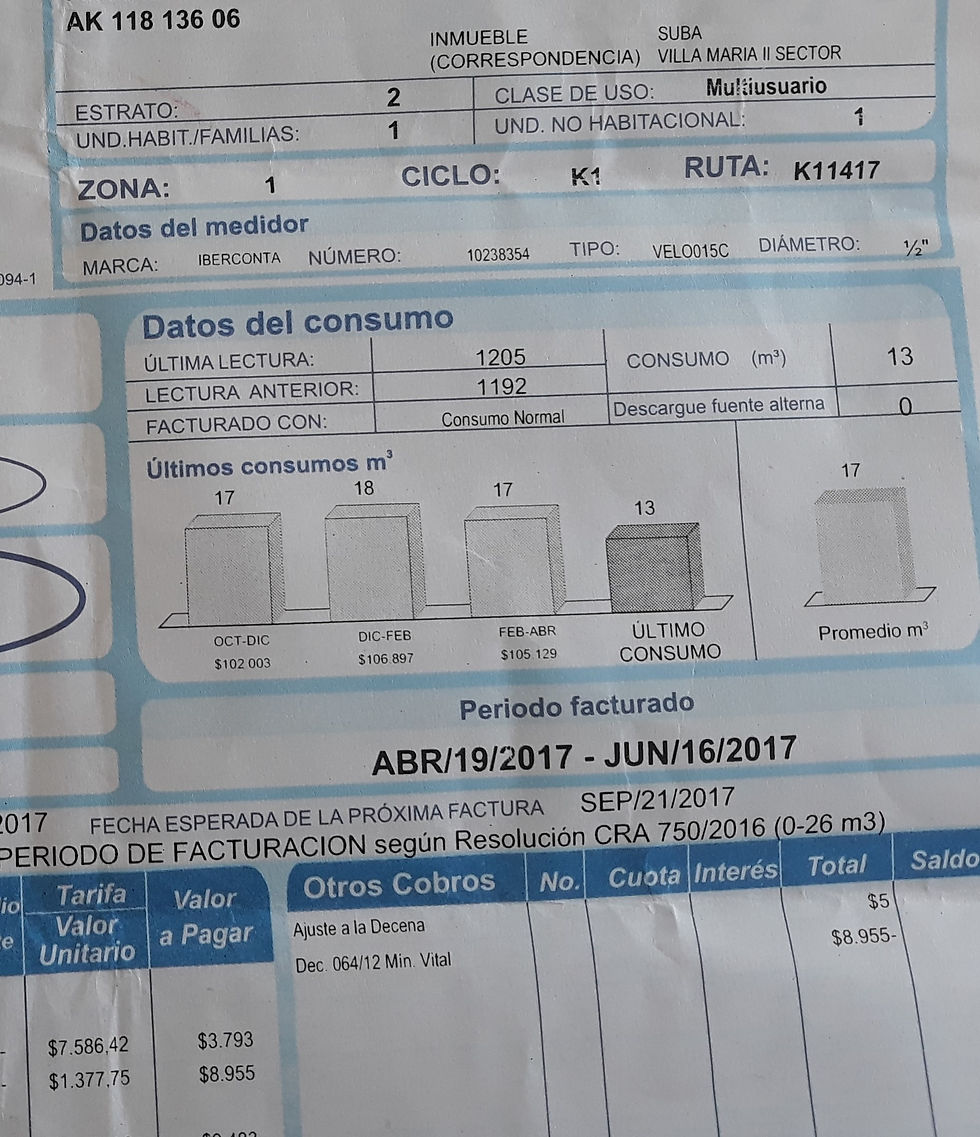 AK 118 136 06
INMUEBLE SUBA
(CORRESPONDENCIA) VILLA MARIA II SECTOR
ESTRATO: 2 CLASE DE USO: Multiusuario
UND.HABIT./FAMILIAS: 1 UND. NO HABITACIONAL: 1
ZONA: 1 CICLO: K1 RUTA: K11417
Datos del medidor
MARCA: IBERCONTA NÚMERO: 10238354 TIPO: VELO015C DIÁMETRO: ½"
094-1
Datos del consumo
ÚLTIMA LECTURA: 1205 CONSUMO (m³) 13
LECTURA ANTERIOR: 1192
FACTURADO CON: Consumo Normal Descargue fuente alterna 0
Últimos consumos m³
17 18 17 13 17
OCT-DIC DIC-FEB FEB-ABR ÚLTIMO CONSUMO Promedio m³
$102.003 $106.897 $105.129
Periodo facturado
ABR/19/2017 - JUN/16/2017
2017 FECHA ESPERADA DE LA PRÓXIMA FACTURA SEP/21/2017
PERIODO DE FACTURACION según Resolución CRA 750/2016 (0-26 m3)
Tarifa Valor Unitario Valor a Pagar Otros Cobros No. Cuota Interés Total Saldo
Ajuste a la Decena $5
Dec. 064/12 Min. Vital $8.955-
$7.586,42 $3.793
$1.377,75 $8.955